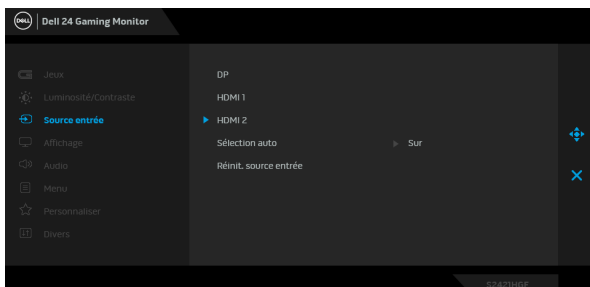 DELL
Dell 24 Gaming Monitor
Jeux
DP
Luminosité/Contraste
HDMI 1
Source entrée
HDMI 2
Affichage
Sélection auto
Sur
Audio
Réinit. source entrée
Menu
Personnaliser
Divers
S2421HGF